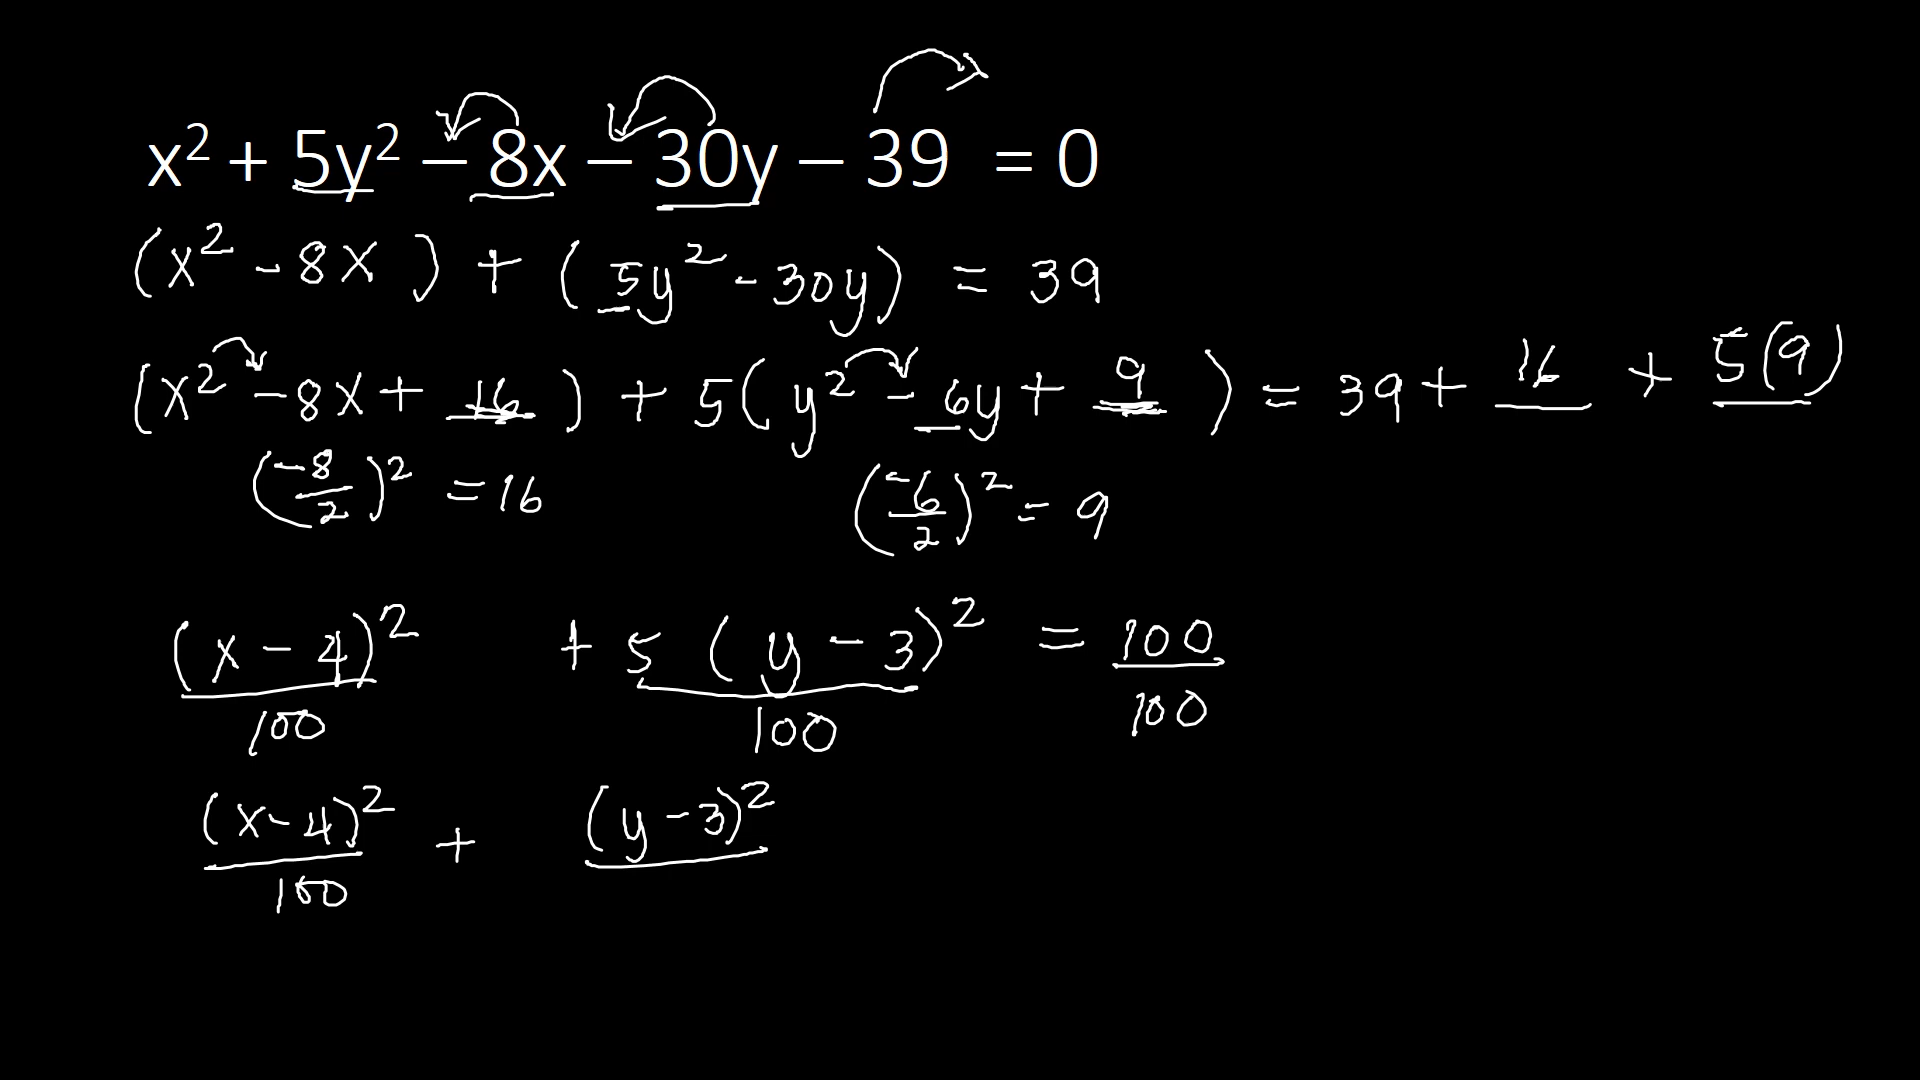 x² + 5y² – 8x – 30y – 39 = 0
(x² - 8x ) + ( 5y² - 30y) = 39
(x² - 8x + 16 ) + 5( y² - 6y + 9 ) = 39 + 16 + 5(9)
(-8/2)² = 16 (-6/2)² = 9
(x - 4)²/100 + 5 ( y - 3)²/100 = 100/100
(x-4)²/100 + (y-3)²